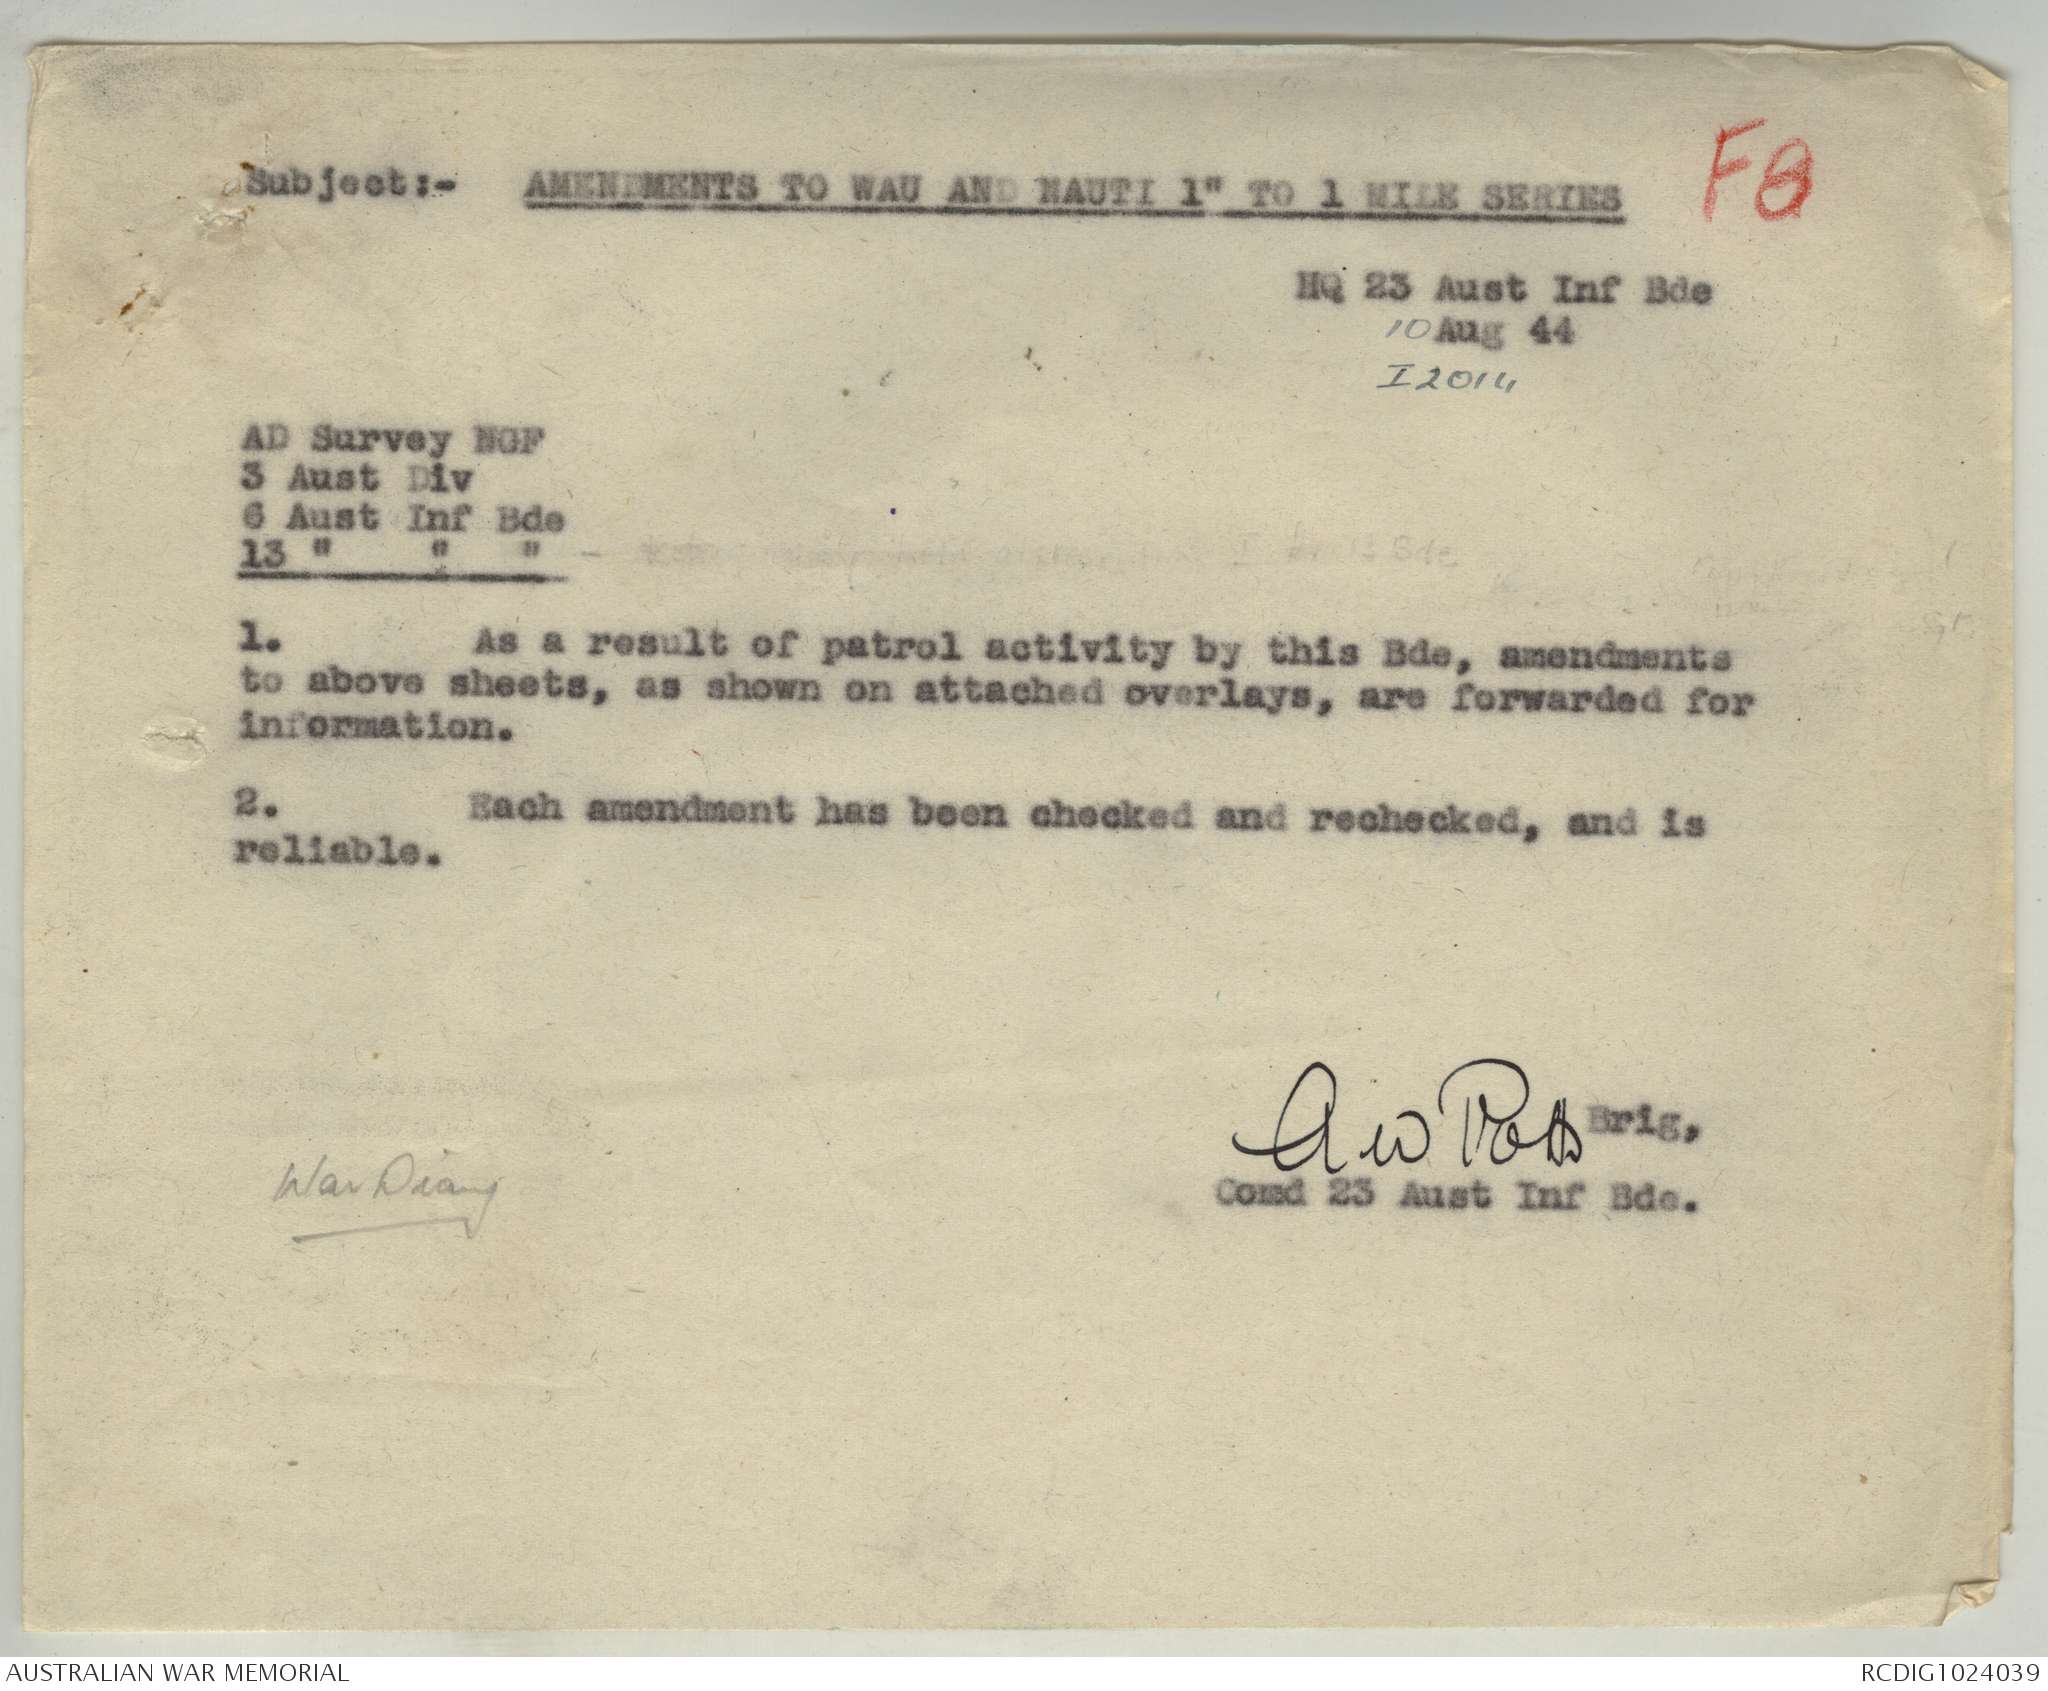 F8
Subject:- AMENDMENTS TO WAU AND NAUTI 1" TO 1 MILE SERIES
HQ 23 Aust Inf Bde
10 Aug 44
I2014
AD Survey NGF
3 Aust Div
6 Aust Inf Bde
13 " " " -
1. As a result of patrol activity by this Bde, amendments
to above sheets, as shown on attached overlays, are forwarded for
information.
2. Each amendment has been checked and rechecked, and is
reliable.
A W Potts Brig,
Comd 23 Aust Inf Bde.
War Diary
AUSTRALIAN WAR MEMORIAL
RCDIG1024039